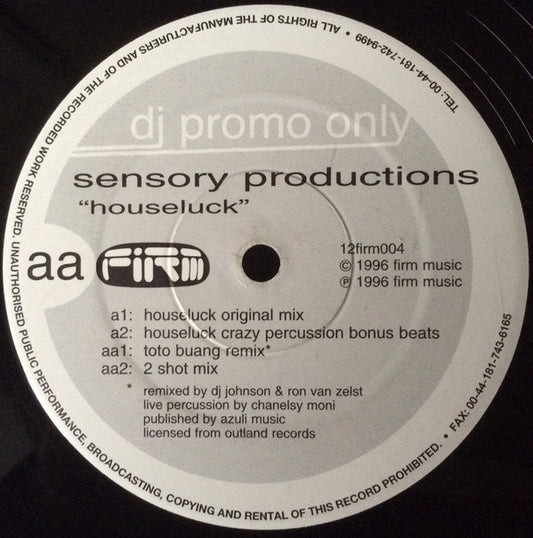 dj promo only
sensory productions
“houseluck”
aa FIRM
12firm004
© 1996 firm music
℗ 1996 firm music
a1: houseluck original mix
a2: houseluck crazy percussion bonus beats
aa1: toto buang remix*
aa2: 2 shot mix
* remixed by dj johnson & ron van zelst
live percussion by chanelsy moni
published by azuli music
licensed from outland records
ALL RIGHTS OF THE MANUFACTURERS AND OF THE RECORDED WORK RESERVED. UNAUTHORISED PUBLIC PERFORMANCE, BROADCASTING, COPYING AND RENTAL OF THIS RECORD PROHIBITED. • FAX: 00-44-181-743-6165
TEL: 00-44-181-742-9499 •